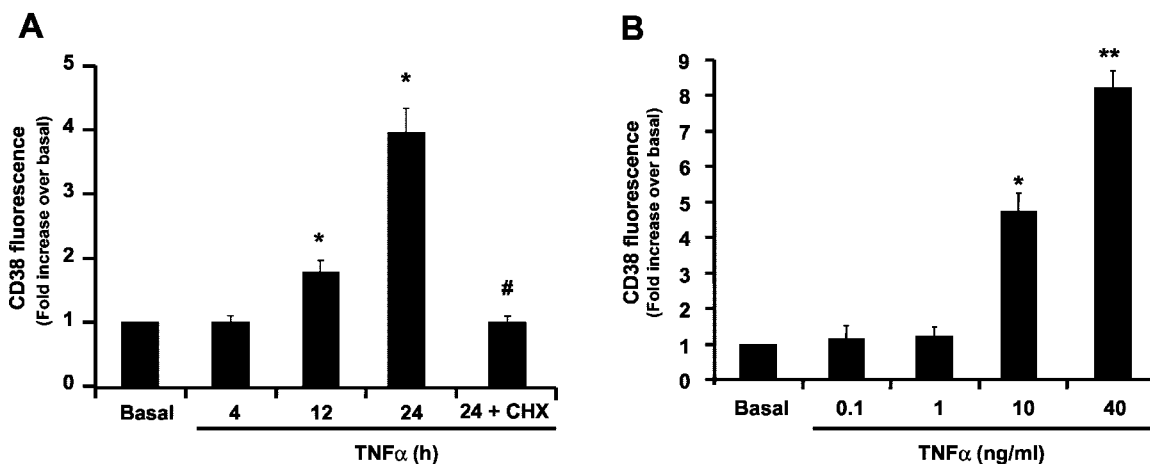 A
CD38 fluorescence
(Fold increase over basal)
5
4
3
2
1
0
*
*
#
Basal 4 12 24 24 + CHX
TNFα (h)
B
CD38 fluorescence
(Fold increase over basal)
9
8
7
6
5
4
3
2
1
0
*
**
Basal 0.1 1 10 40
TNFα (ng/ml)